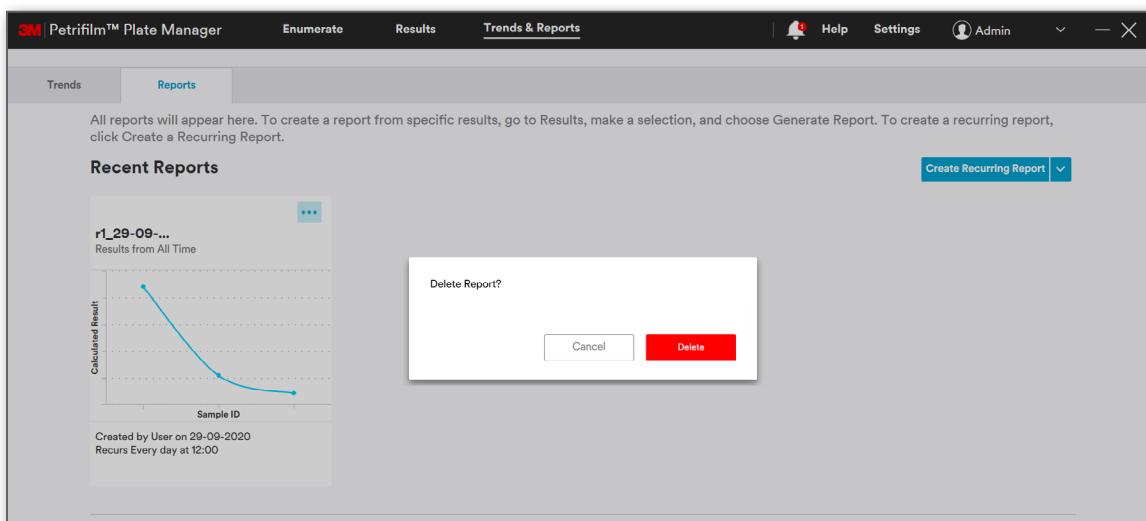 3M Petrifilm™ Plate Manager Enumerate Results Trends & Reports 1 Help Settings Admin
Trends Reports
All reports will appear here. To create a report from specific results, go to Results, make a selection, and choose Generate Report. To create a recurring report,
click Create a Recurring Report.
Recent Reports
Create Recurring Report
r1_29-09-...
Results from All Time
Calculated Result
Sample ID
Created by User on 29-09-2020
Recurs Every day at 12:00
Delete Report?
Cancel Delete